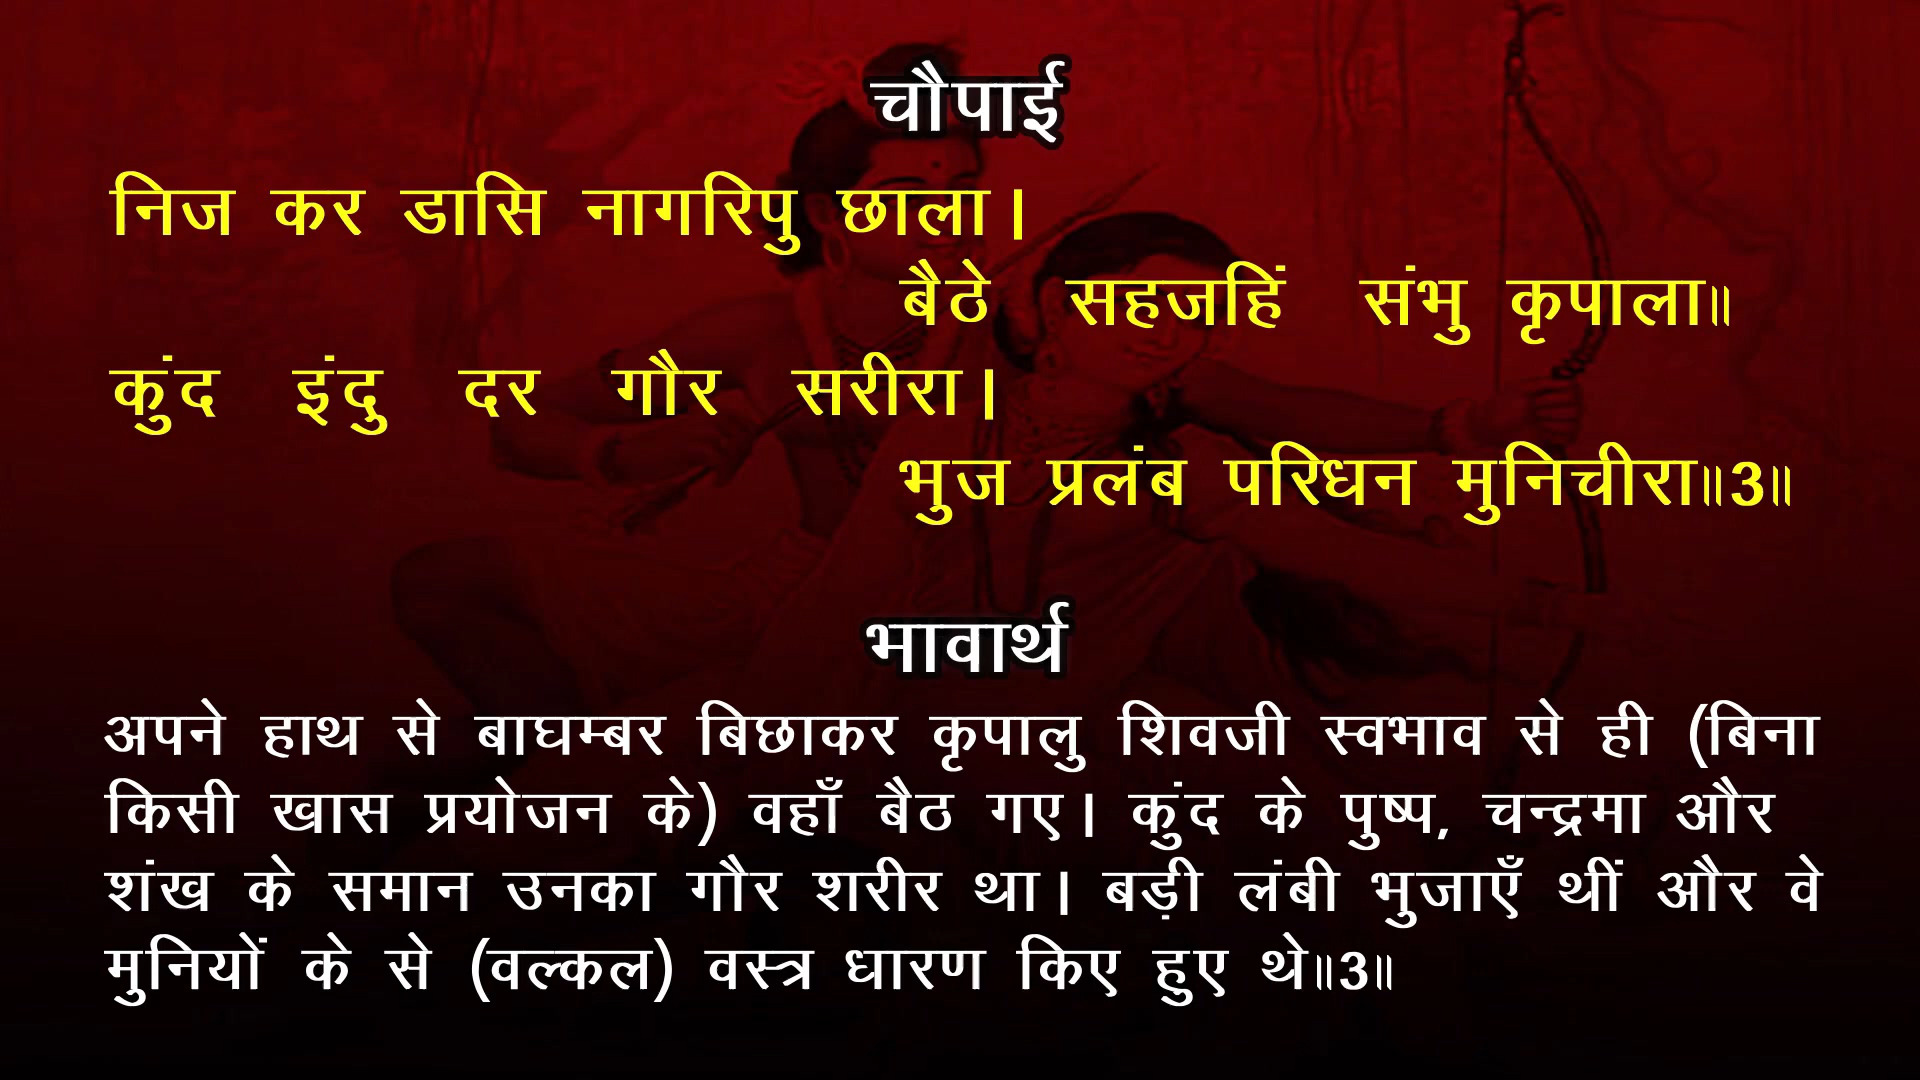 चौपाई
निज कर डासि नागरिपु छाला।
बैठे सहजहिं संभु कृपाला॥
कुंद इंदु दर गौर सरीरा।
भुज प्रलंब परिधन मुनिचीरा॥3॥
भावार्थ
अपने हाथ से बाघम्बर बिछाकर कृपालु शिवजी स्वभाव से ही (बिना
किसी खास प्रयोजन के) वहाँ बैठ गए। कुंद के पुष्प, चन्द्रमा और
शंख के समान उनका गौर शरीर था। बड़ी लंबी भुजाएँ थीं और वे
मुनियों के से (वल्कल) वस्त्र धारण किए हुए थे॥3॥